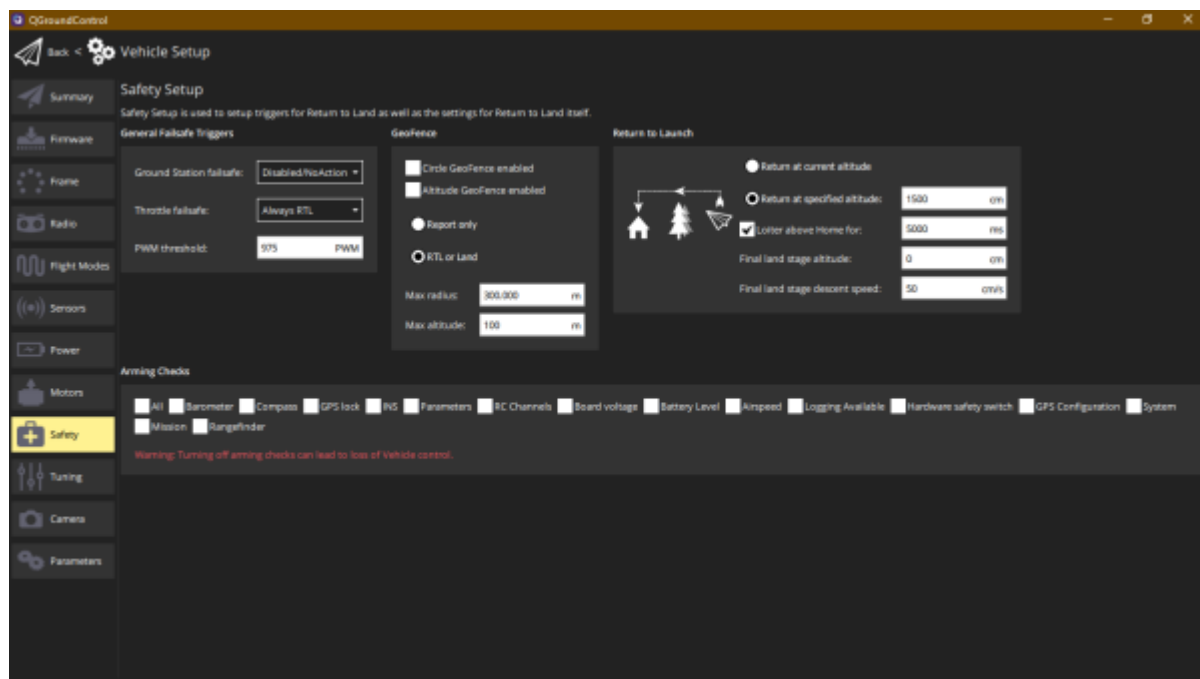 QGroundControl
Back < Vehicle Setup
Summary
Firmware
Frame
Radio
Flight Modes
Sensors
Power
Motors
Safety
Tuning
Camera
Parameters
Safety Setup
Safety Setup is used to setup triggers for Return to Land as well as the settings for Return to Land itself.
General Failsafe Triggers
Ground Station failsafe: Disabled/NoAction
Throttle failsafe: Always RTL
PWM threshold: 975 PWM
GeoFence
Circle GeoFence enabled
Altitude GeoFence enabled
Report only
RTL or Land
Max radius: 300.000 m
Max altitude: 100 m
Return to Launch
Return at current altitude
Return at specified altitude: 1500 cm
Loiter above Home for: 5000 ms
Final land stage altitude: 0 cm
Final land stage descent speed: 50 cm/s
Arming Checks
All Barometer Compass GPS lock INS Parameters RC Channels Board voltage Battery Level Airspeed Logging Available Hardware safety switch GPS Configuration System
Mission Rangefinder
Warning: Turning off arming checks can lead to loss of Vehicle control.